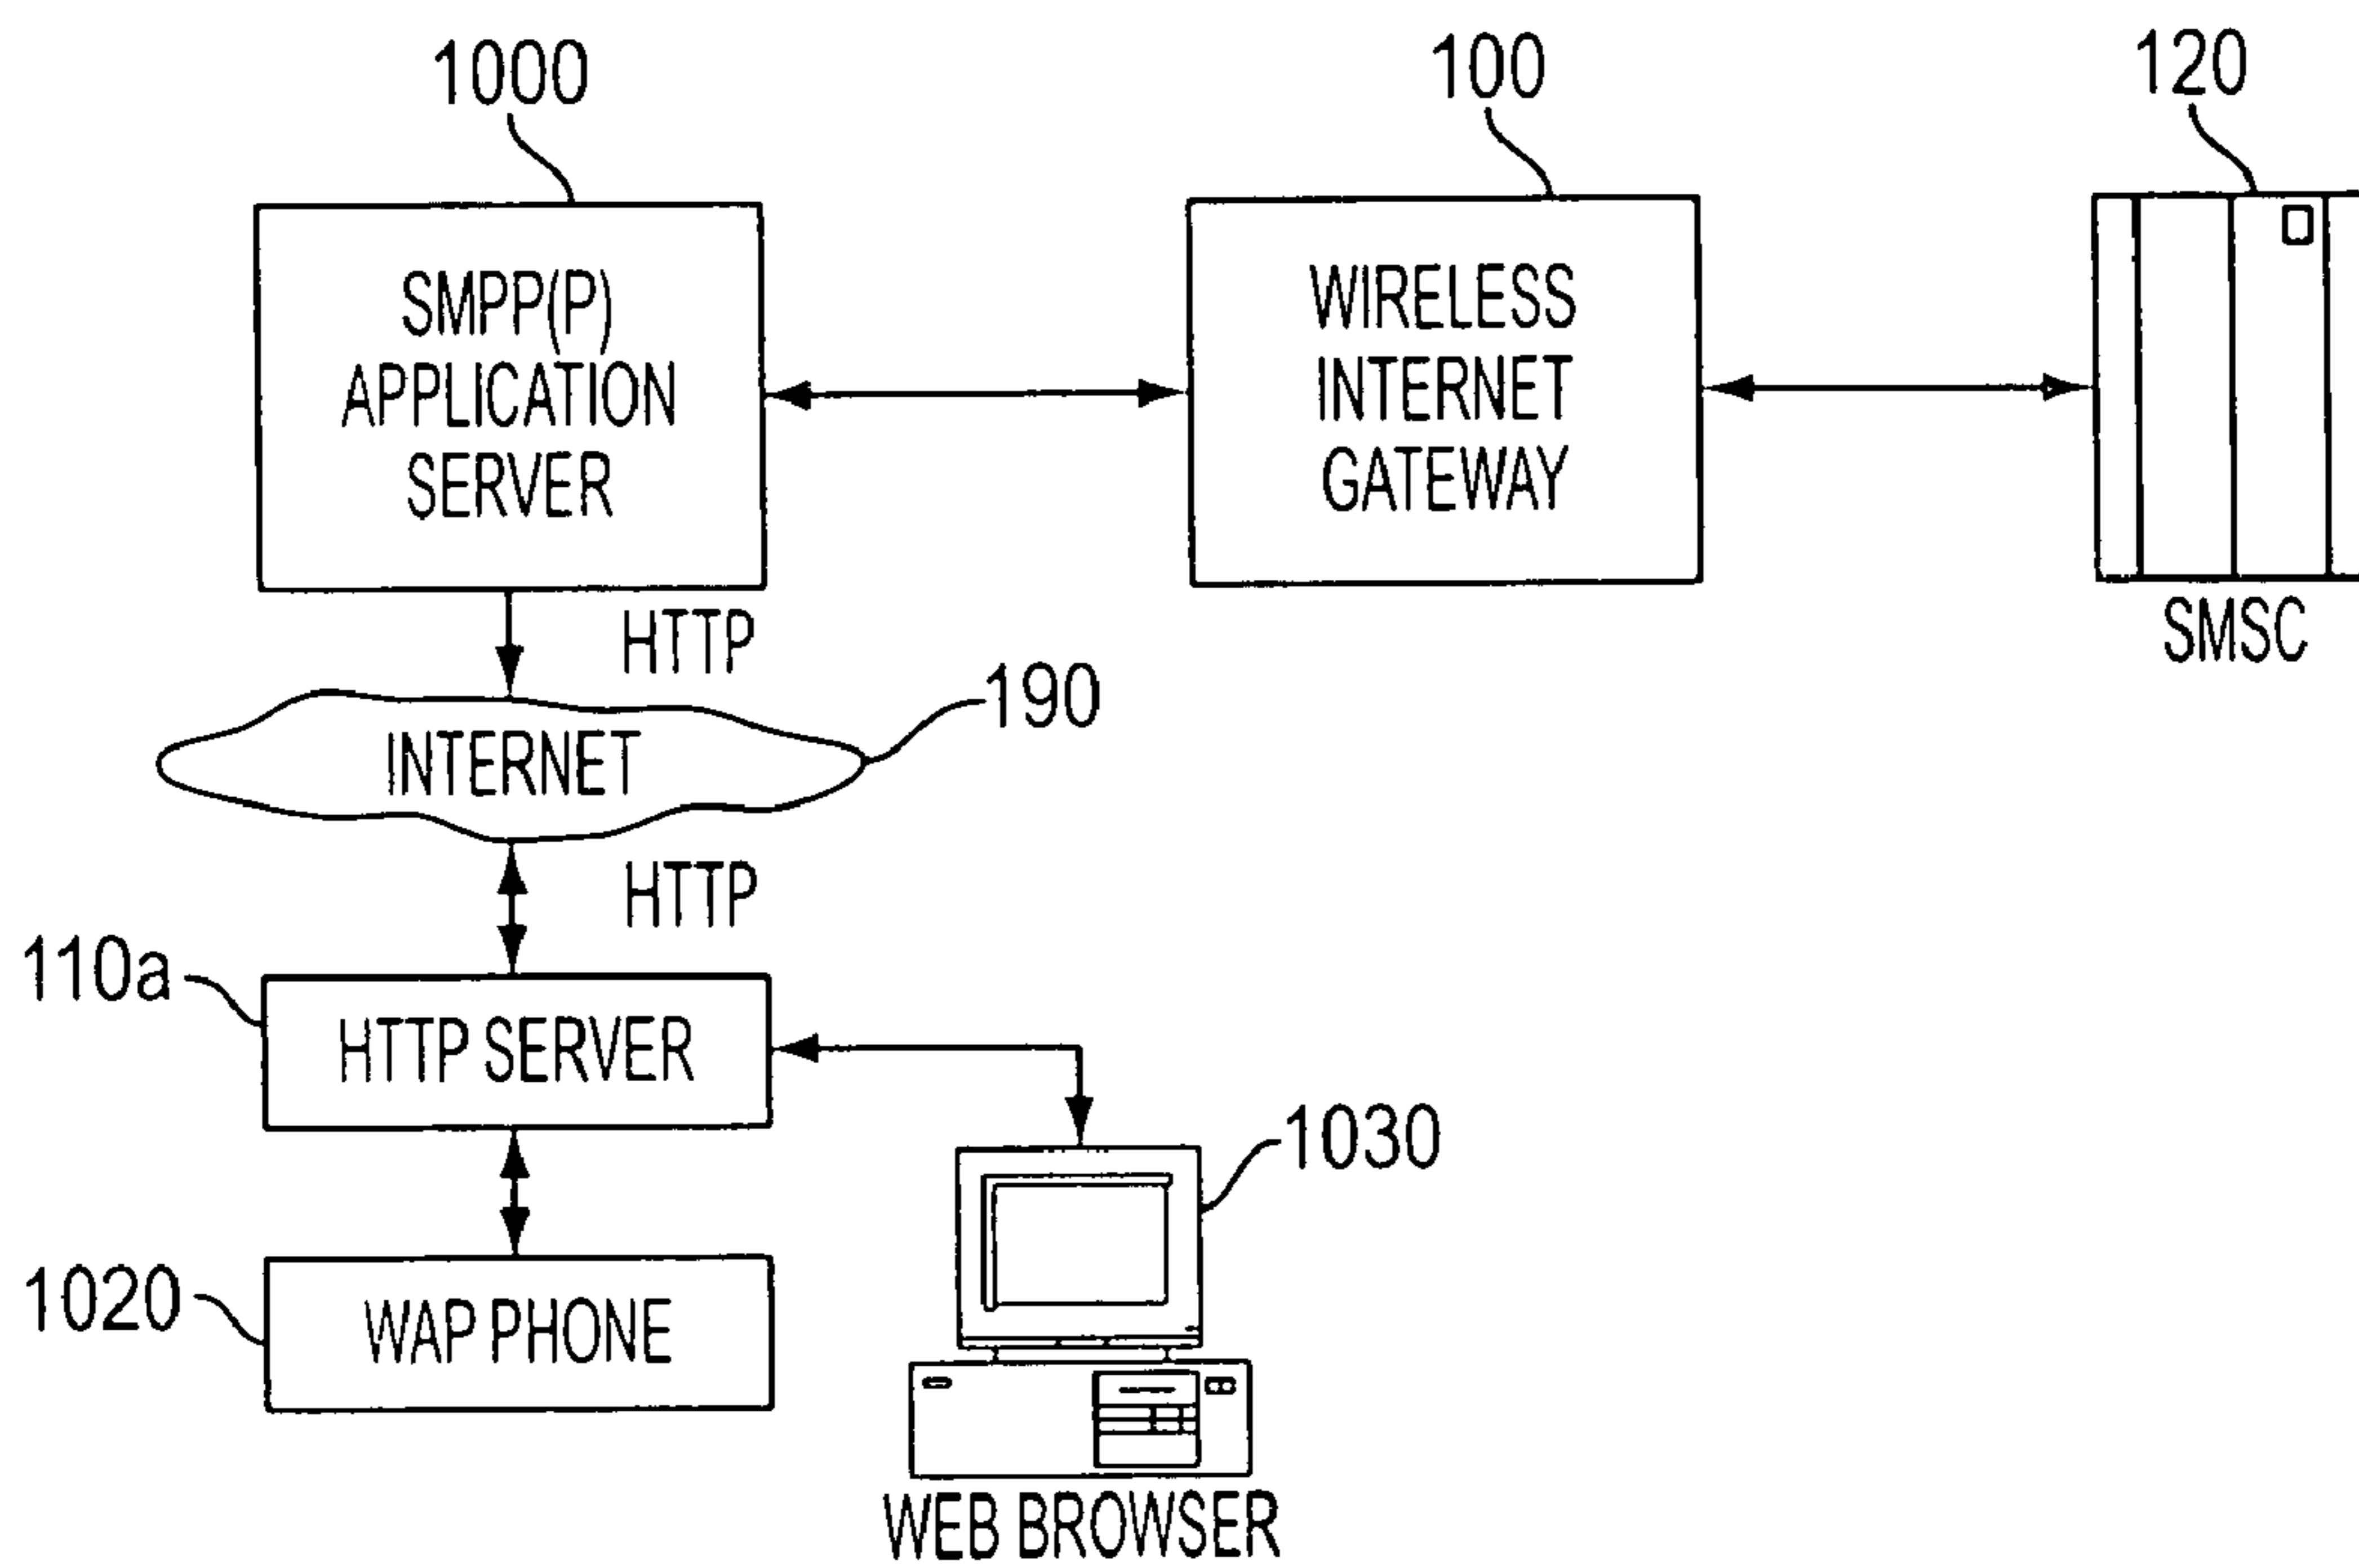 1000
100
120
SMPP(P)
APPLICATION
SERVER
WIRELESS
INTERNET
GATEWAY
SMSC
HTTP
190
INTERNET
HTTP
110a
HTTP SERVER
1030
1020
WAP PHONE
WEB BROWSER